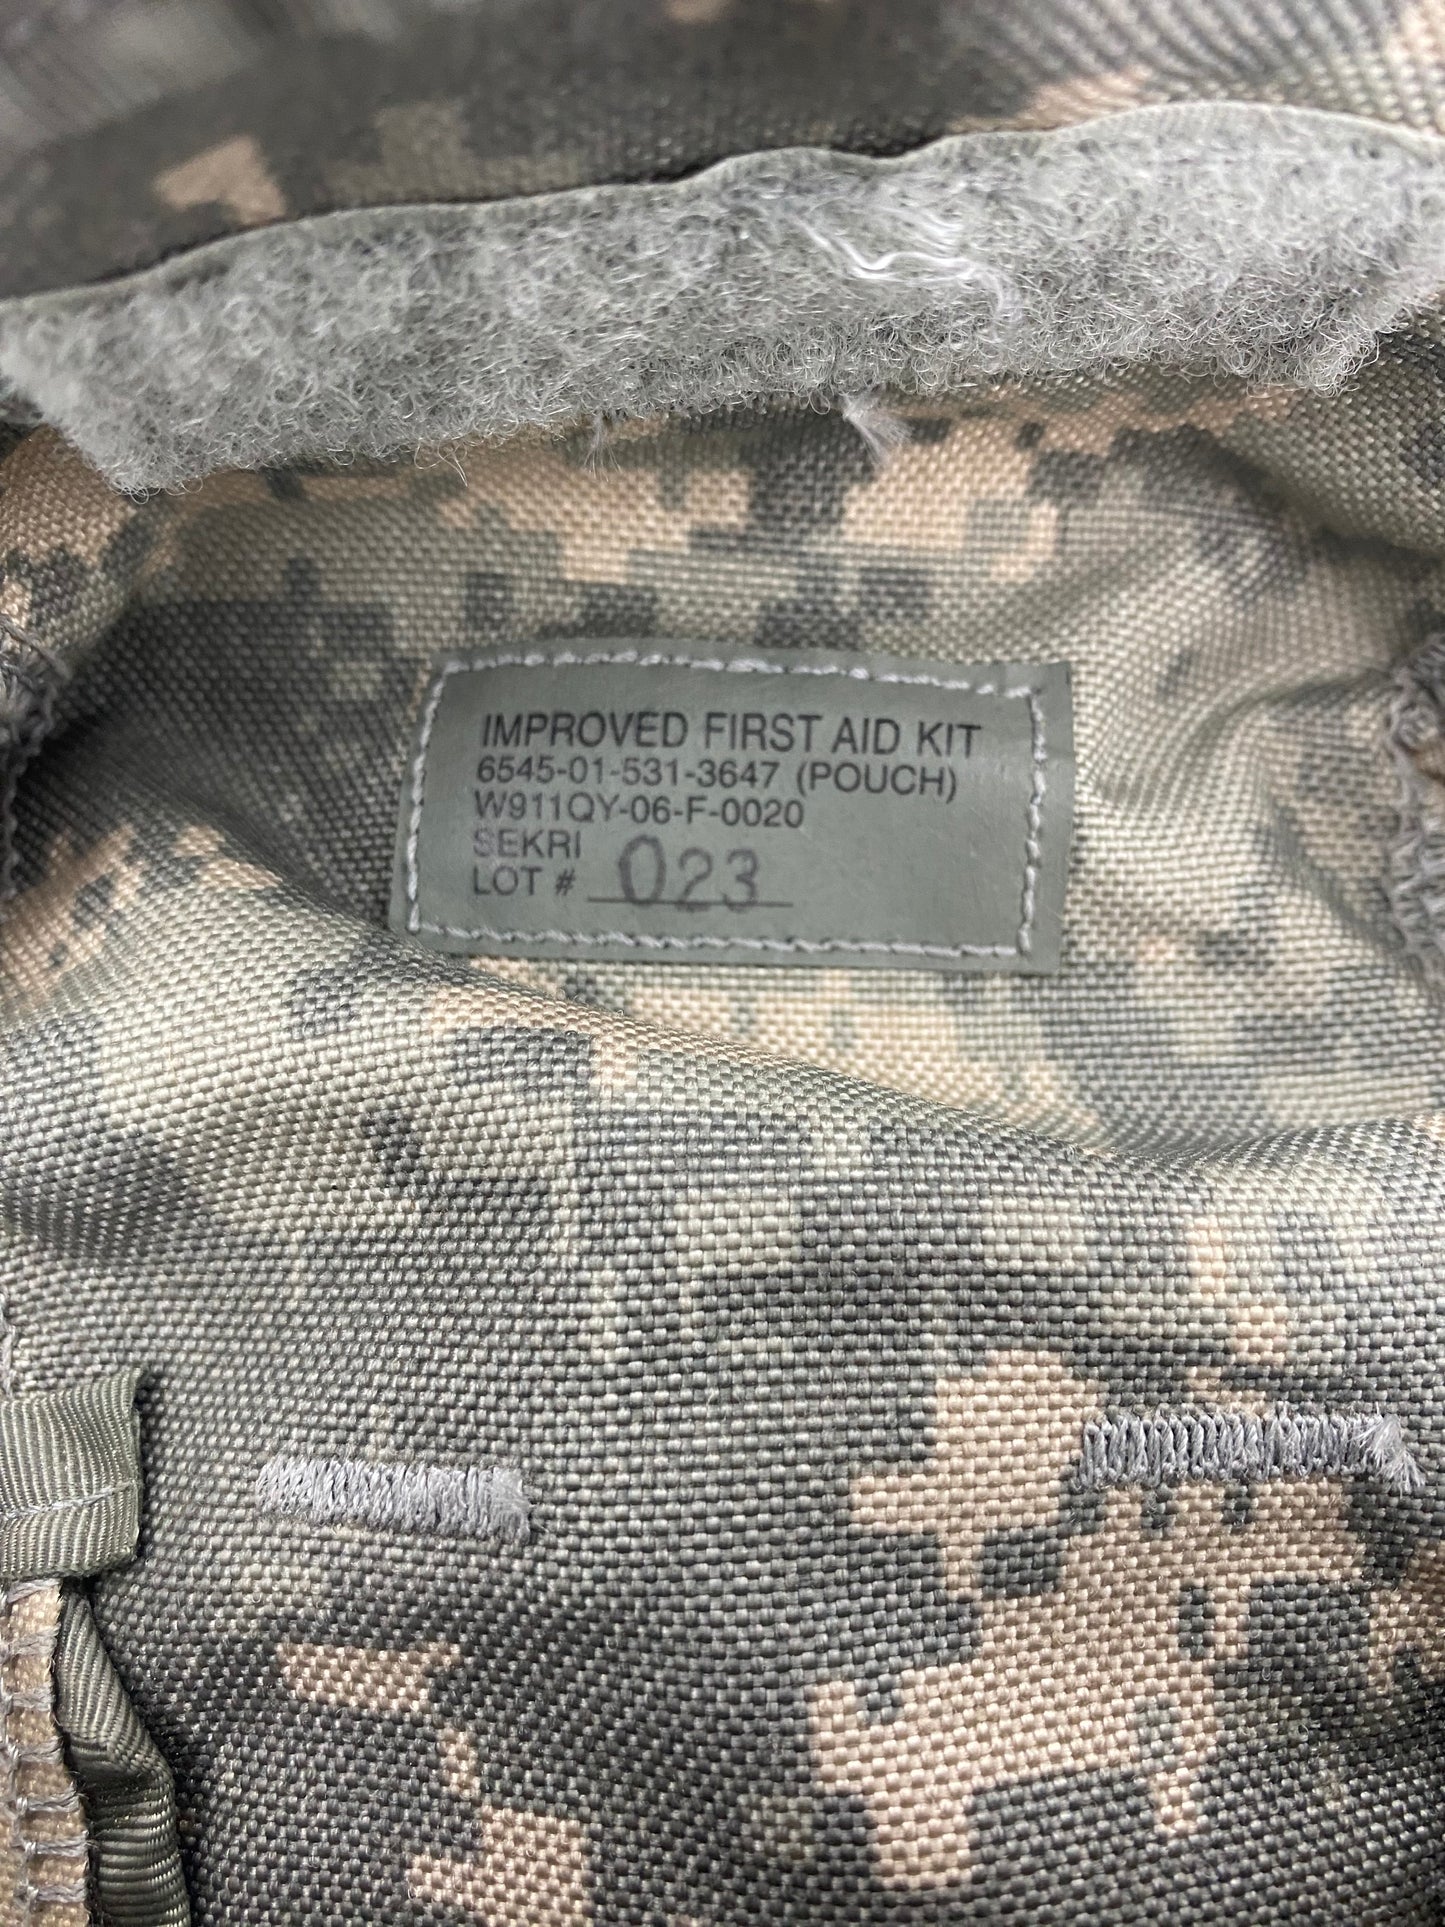 IMPROVED FIRST AID KIT
6545-01-531-3647 (POUCH)
W911QY-06-F-0020
SEKRI
LOT # 023